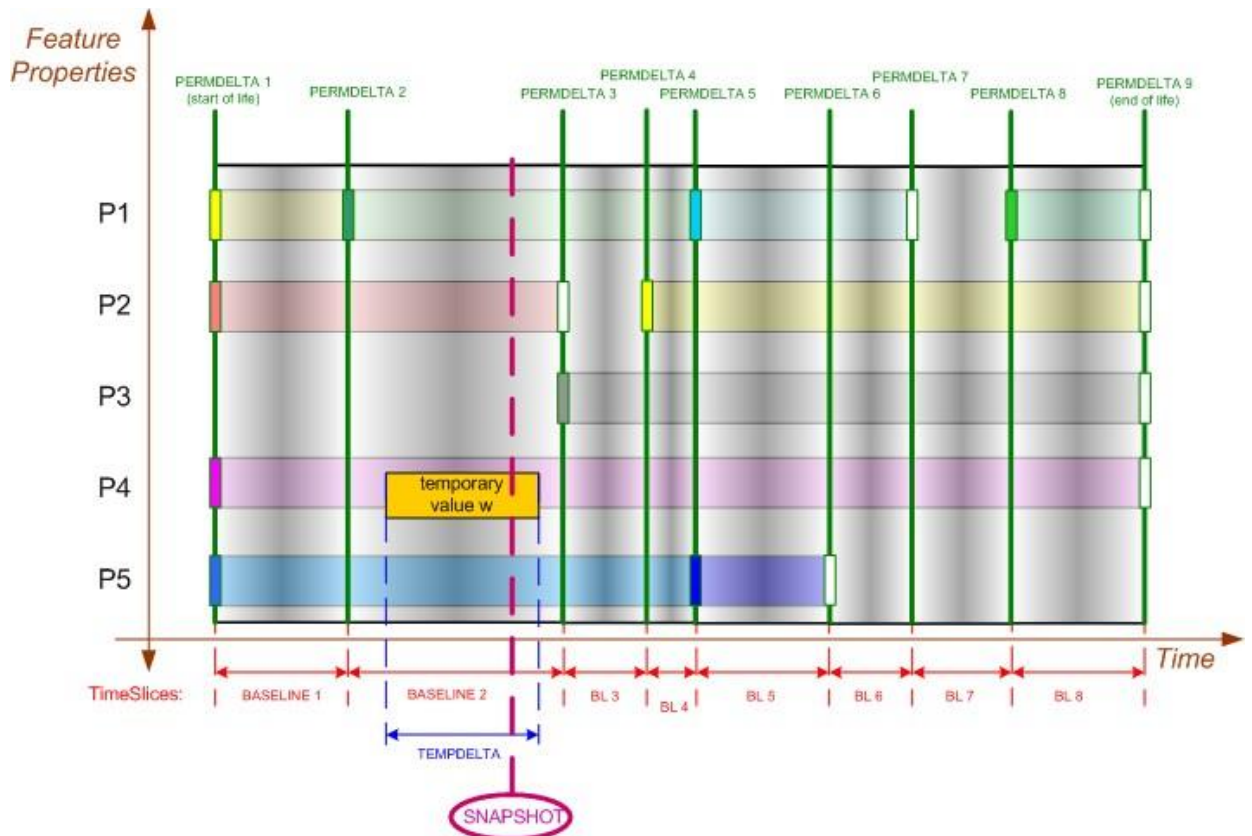 Feature
Properties
PERMDELTA 1
(start of life)
PERMDELTA 2
PERMDELTA 3
PERMDELTA 4
PERMDELTA 5
PERMDELTA 6
PERMDELTA 7
PERMDELTA 8
PERMDELTA 9
(end of life)
P1
P2
P3
P4
temporary
value w
P5
Time
TimeSlices:
BASELINE 1
BASELINE 2
BL 3
BL 4
BL 5
BL 6
BL 7
BL 8
TEMPDELTA
SNAPSHOT